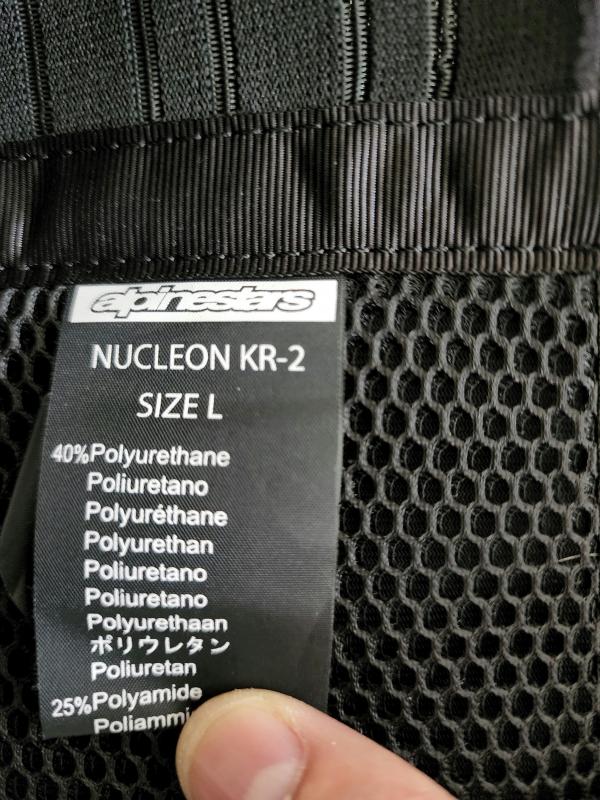 alpinestars
NUCLEON KR-2
SIZE L
40%Polyurethane
Poliuretano
Polyuréthane
Polyurethan
Poliuretano
Poliuretano
Polyurethaan
ポリウレタン
Poliuretan
25%Polyamide